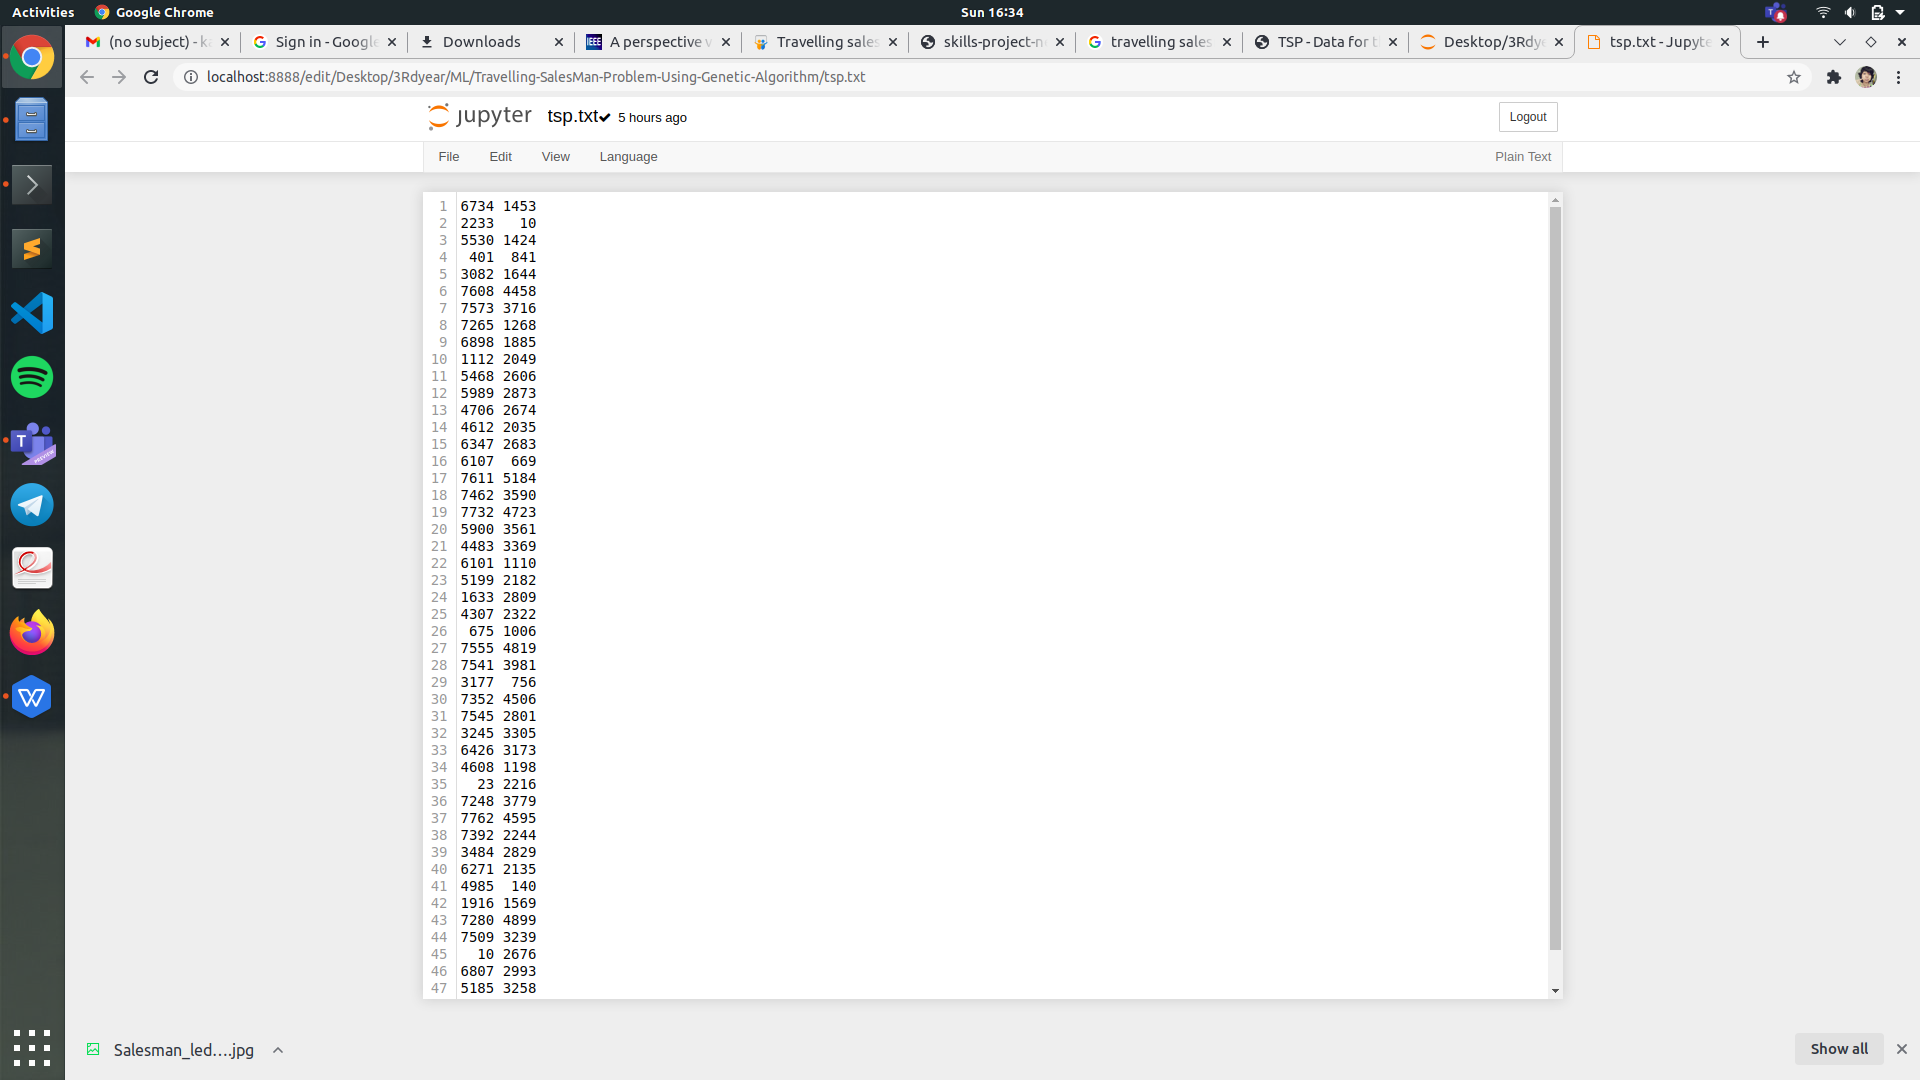 Activities Google Chrome Sun 16:34
(no subject) - k Sign in - Google Downloads A perspective v Travelling sales skills-project-n travelling sales TSP - Data for t Desktop/3Rdye tsp.txt - Jupyte
localhost:8888/edit/Desktop/3Rdyear/ML/Travelling-SalesMan-Problem-Using-Genetic-Algorithm/tsp.txt
jupyter tsp.txt 5 hours ago Logout
File Edit View Language Plain Text
1 6734 1453
2 2233 10
3 5530 1424
4 401 841
5 3082 1644
6 7608 4458
7 7573 3716
8 7265 1268
9 6898 1885
10 1112 2049
11 5468 2606
12 5989 2873
13 4706 2674
14 4612 2035
15 6347 2683
16 6107 669
17 7611 5184
18 7462 3590
19 7732 4723
20 5900 3561
21 4483 3369
22 6101 1110
23 5199 2182
24 1633 2809
25 4307 2322
26 675 1006
27 7555 4819
28 7541 3981
29 3177 756
30 7352 4506
31 7545 2801
32 3245 3305
33 6426 3173
34 4608 1198
35 23 2216
36 7248 3779
37 7762 4595
38 7392 2244
39 3484 2829
40 6271 2135
41 4985 140
42 1916 1569
43 7280 4899
44 7509 3239
45 10 2676
46 6807 2993
47 5185 3258
Salesman_led....jpg Show all